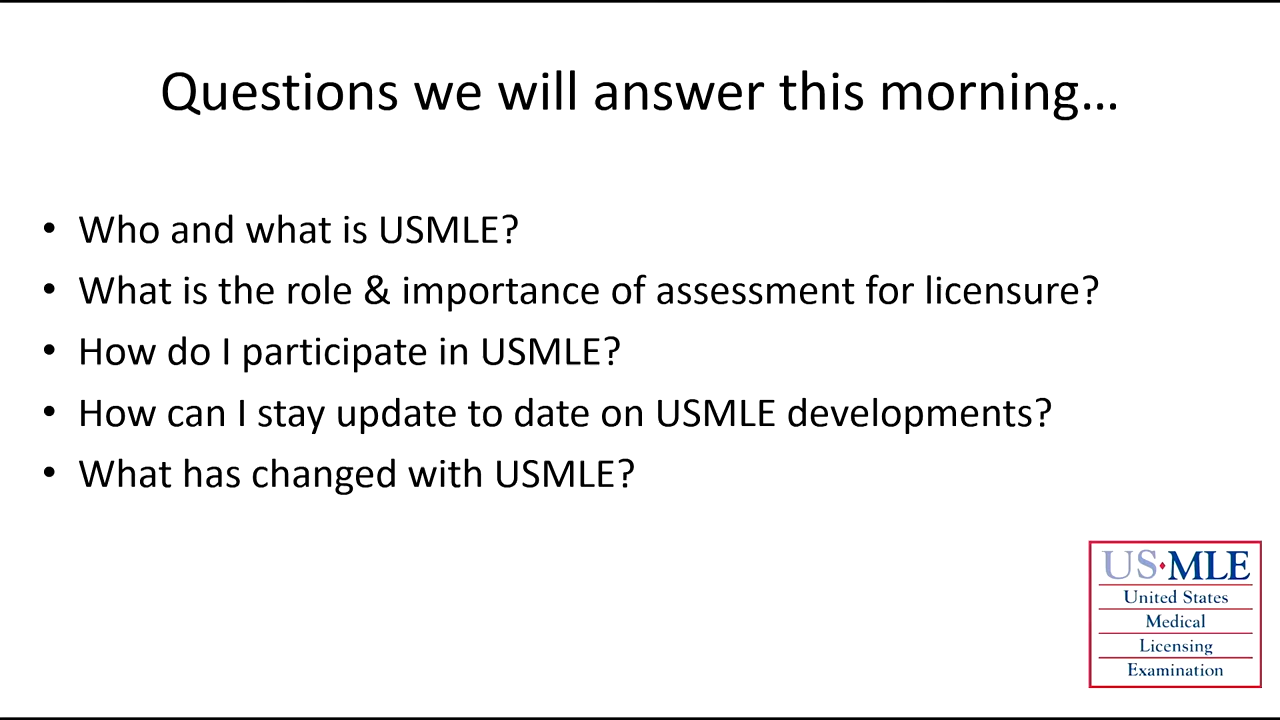 Questions we will answer this morning...
• Who and what is USMLE?
• What is the role & importance of assessment for licensure?
• How do I participate in USMLE?
• How can I stay update to date on USMLE developments?
• What has changed with USMLE?
US♦MLE
United States
Medical
Licensing
Examination